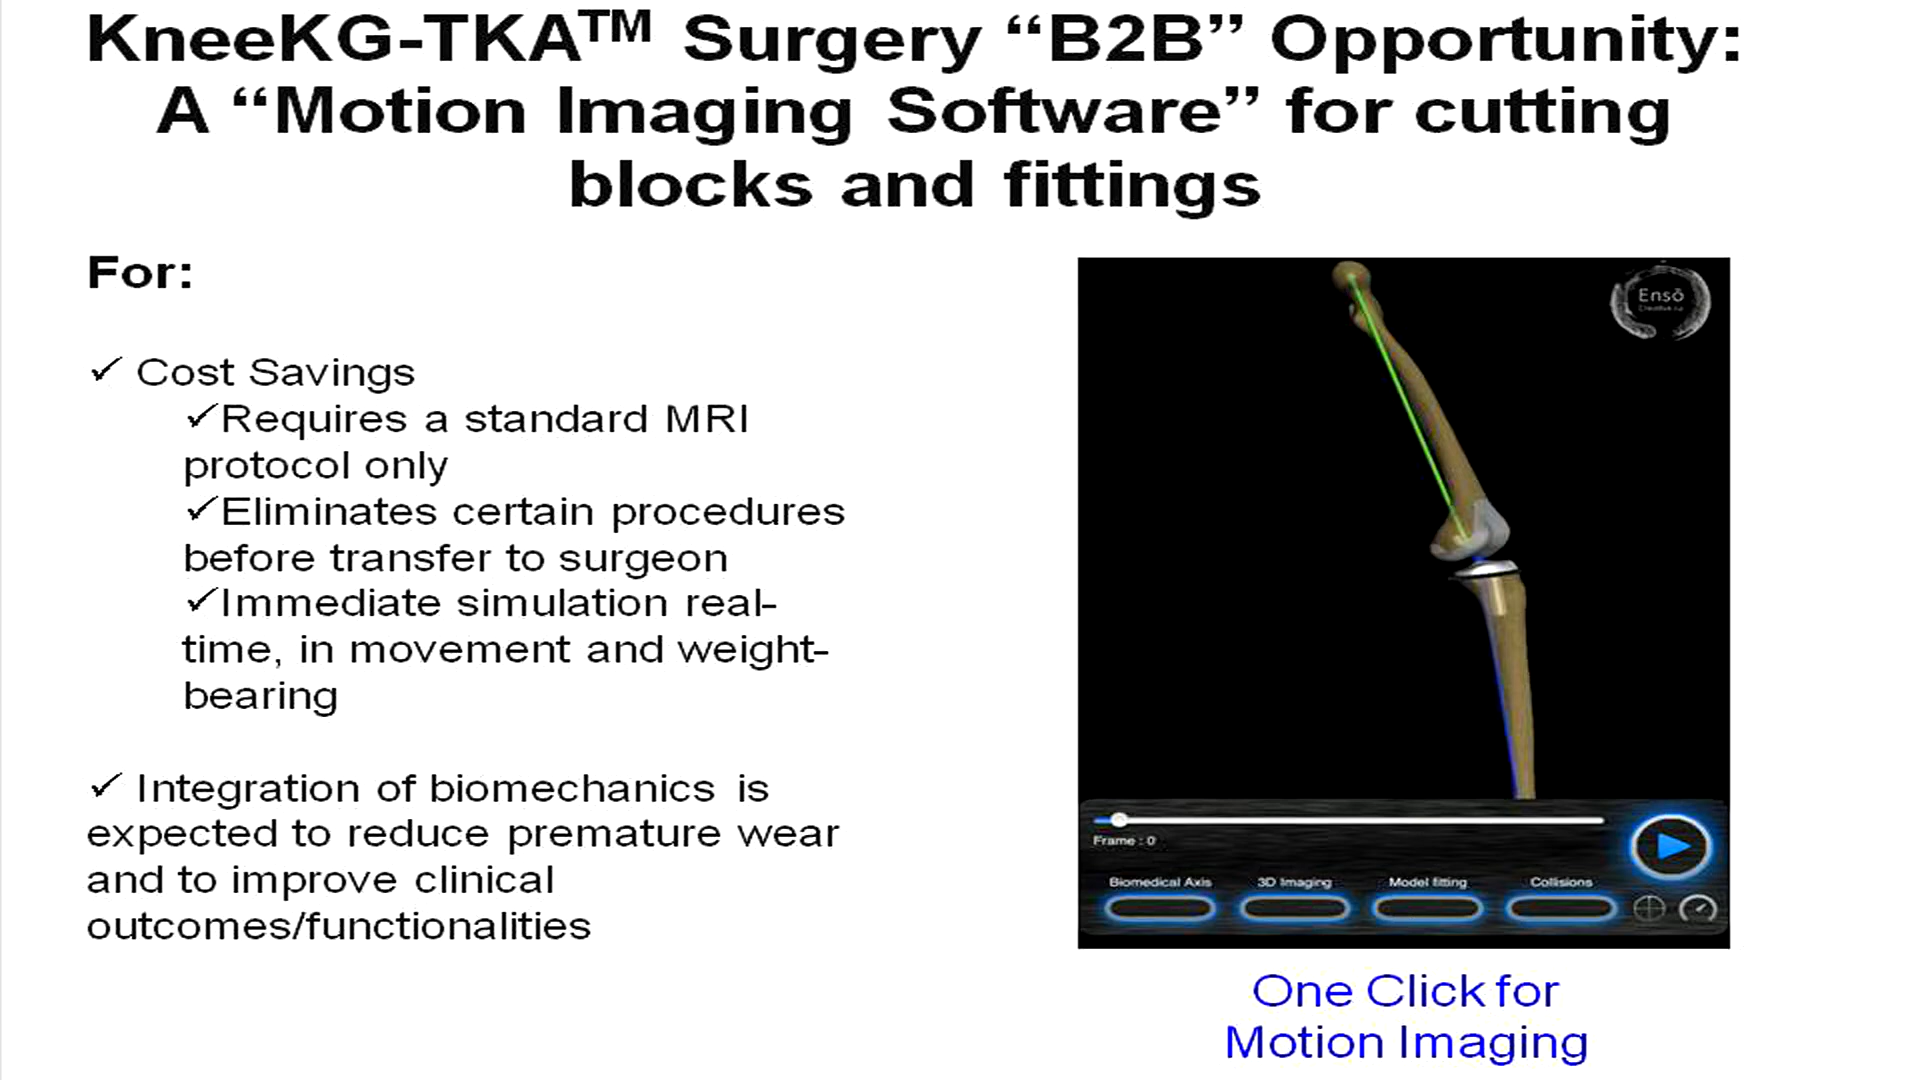 KneeKG-TKA™ Surgery “B2B” Opportunity:
A “Motion Imaging Software” for cutting
blocks and fittings
For:
✓ Cost Savings
✓Requires a standard MRI
protocol only
✓Eliminates certain procedures
before transfer to surgeon
✓Immediate simulation real-
time, in movement and weight-
bearing
✓ Integration of biomechanics is
expected to reduce premature wear
and to improve clinical
outcomes/functionalities
Ensō
Frame : 0
Biomedical Axis 3D Imaging Model fitting Collisions
One Click for
Motion Imaging